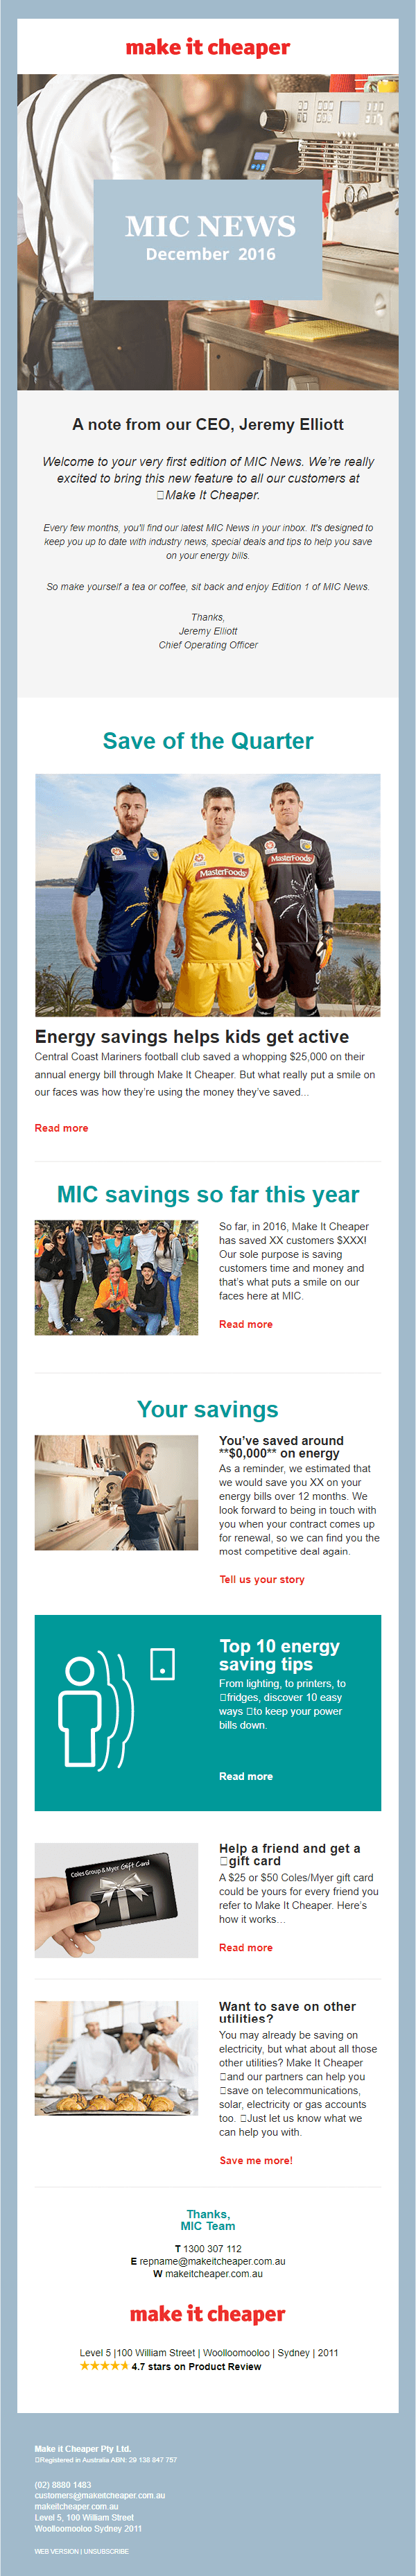 make it cheaper
MIC NEWS
December 2016
A note from our CEO, Jeremy Elliott
Welcome to your very first edition of MIC News. We're really
excited to bring this new feature to all our customers at
Make It Cheaper.
Every few months, you'll find our latest MIC News in your inbox. It's designed to
keep you up to date with industry news, special deals and tips to help you save
on your energy bills.
So make yourself a tea or coffee, sit back and enjoy Edition 1 of MIC News.
Thanks,
Jeremy Elliott
Chief Operating Officer
Save of the Quarter
MasterFoods
MasterFoods
Energy savings helps kids get active
Central Coast Mariners football club saved a whopping $25,000 on their
annual energy bill through Make It Cheaper. But what really put a smile on
our faces was how they're using the money they've saved...
Read more
MIC savings so far this year
So far, in 2016, Make It Cheaper
has saved XX customers $XXX!
Our sole purpose is saving
customers time and money and
that's what puts a smile on our
faces here at MIC.
Read more
Your savings
You've saved around
**$0,000** on energy
As a reminder, we estimated that
we would save you XX on your
energy bills over 12 months. We
look forward to being in touch with
you when your contract comes up
for renewal, so we can find you the
most competitive deal again.
Tell us your story
Top 10 energy
saving tips
From lighting, to printers, to
fridges, discover 10 easy
ways to keep your power
bills down.
Read more
Coles Group & Myer Gift Card
Help a friend and get a
gift card
A $25 or $50 Coles/Myer gift card
could be yours for every friend you
refer to Make It Cheaper. Here's
how it works...
Read more
Want to save on other
utilities?
You may already be saving on
electricity, but what about all those
other utilities? Make It Cheaper
and our partners can help you
save on telecommunications,
solar, electricity or gas accounts
too. Just let us know what we
can help you with.
Save me more!
Thanks,
MIC Team
T 1300 307 112
E repname@makeitcheaper.com.au
W makeitcheaper.com.au
make it cheaper
Level 5 |100 William Street | Woolloomooloo | Sydney | 2011
4.7 stars on Product Review
Make it Cheaper Pty Ltd.
Registered in Australia ABN: 29 138 847 757
(02) 8880 1483
customers@makeitcheaper.com.au
makeitcheaper.com.au
Level 5, 100 William Street
Woolloomooloo Sydney 2011
WEB VERSION | UNSUBSCRIBE